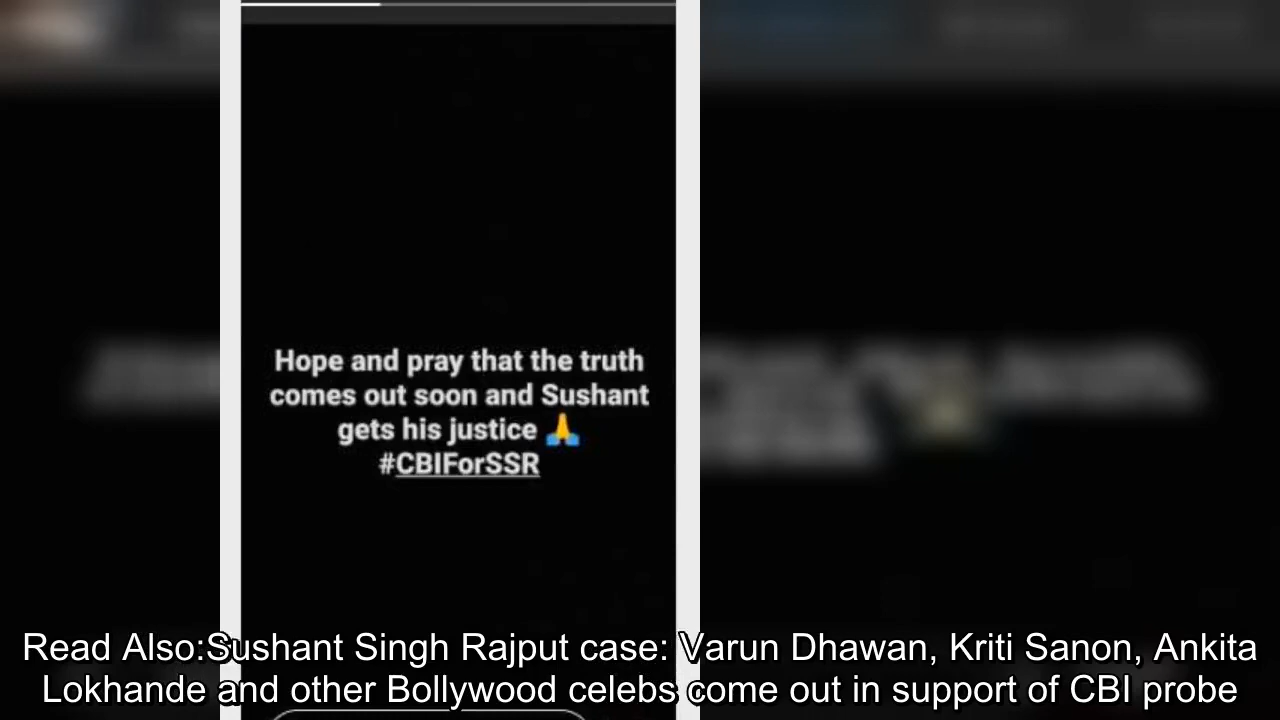 Hope and pray that the truth
comes out soon and Sushant
gets his justice 🙏
#CBIForSSR
Read Also:Sushant Singh Rajput case: Varun Dhawan, Kriti Sanon, Ankita
Lokhande and other Bollywood celebs come out in support of CBI probe